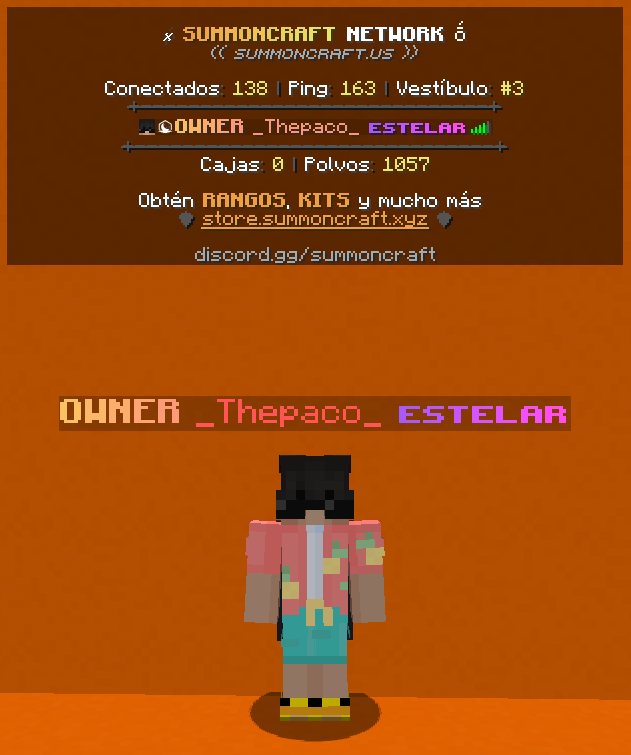 SUMMONCRAFT NETWORK
(( SUMMONCRAFT.US ))
Conectados: 138 | Ping: 163 | Vestíbulo: #3
OWNER _Thepaco_ ESTELAR
Cajas: 0 | Polvos: 1057
Obtén RANGOS, KITS y mucho más
store.summoncraft.xyz
discord.gg/summoncraft
OWNER _Thepaco_ ESTELAR